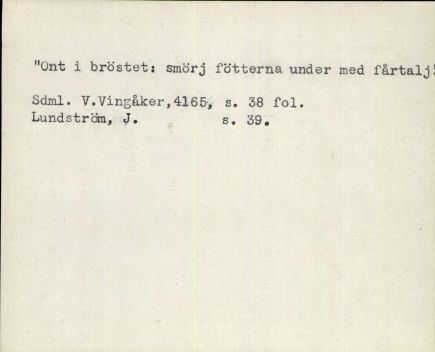 "Ont i bröstet: smörj fötterna under med fårtalj"
Sdml. V.Vingåker,4165, s. 38 fol.
Lundström, J. s. 39.